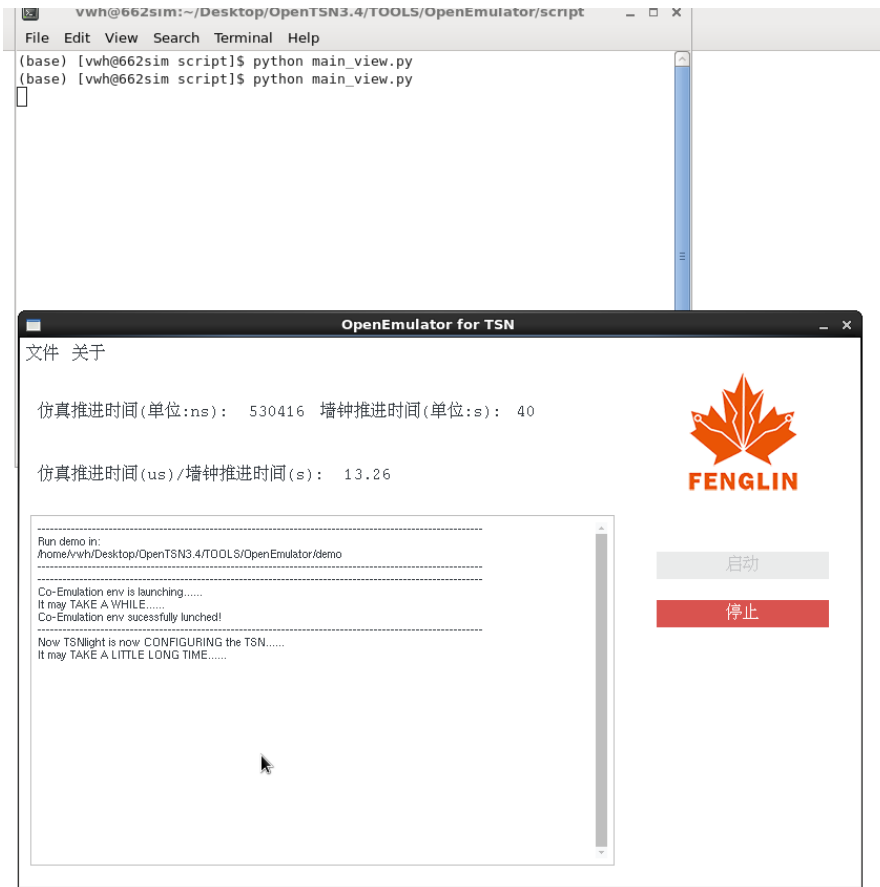 vwh@662sim:~/Desktop/OpenTSN3.4/TOOLS/OpenEmulator/script
File Edit View Search Terminal Help
(base) [vwh@662sim script]$ python main_view.py
(base) [vwh@662sim script]$ python main_view.py
OpenEmulator for TSN
文件 关于
仿真推进时间(单位:ns): 530416 墙钟推进时间(单位:s): 40
仿真推进时间(us)/墙钟推进时间(s): 13.26
FENGLIN
Run demo in:
/home/vwh/Desktop/OpenTSN3.4/TOOLS/OpenEmulator/demo
Co-Emulation env is launching......
It may TAKE A WHILE......
Co-Emulation env sucessfully lunched!
Now TSNlight is now CONFIGURING the TSN......
It may TAKE A LITTLE LONG TIME......
启动
停止